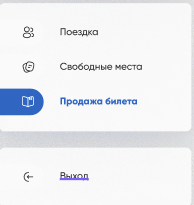 Поездка
Свободные места
Продажа билета
Выход